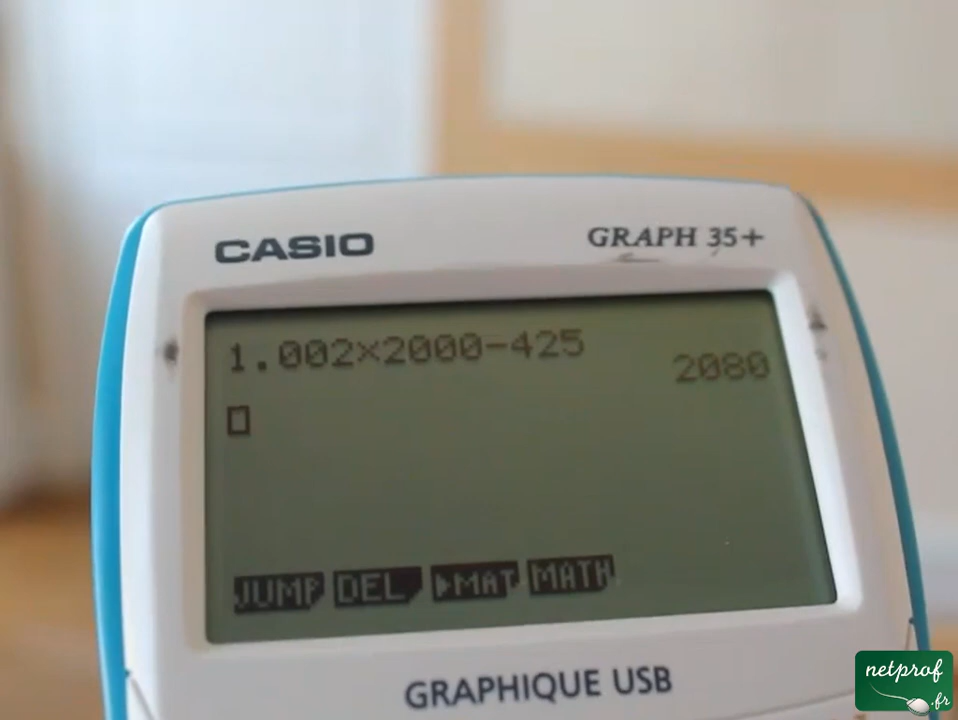 CASIO
GRAPH 35+
1.002×2000-425
2080
JUMP DEL ▶MAT MATH
GRAPHIQUE USB
netprof
.fr